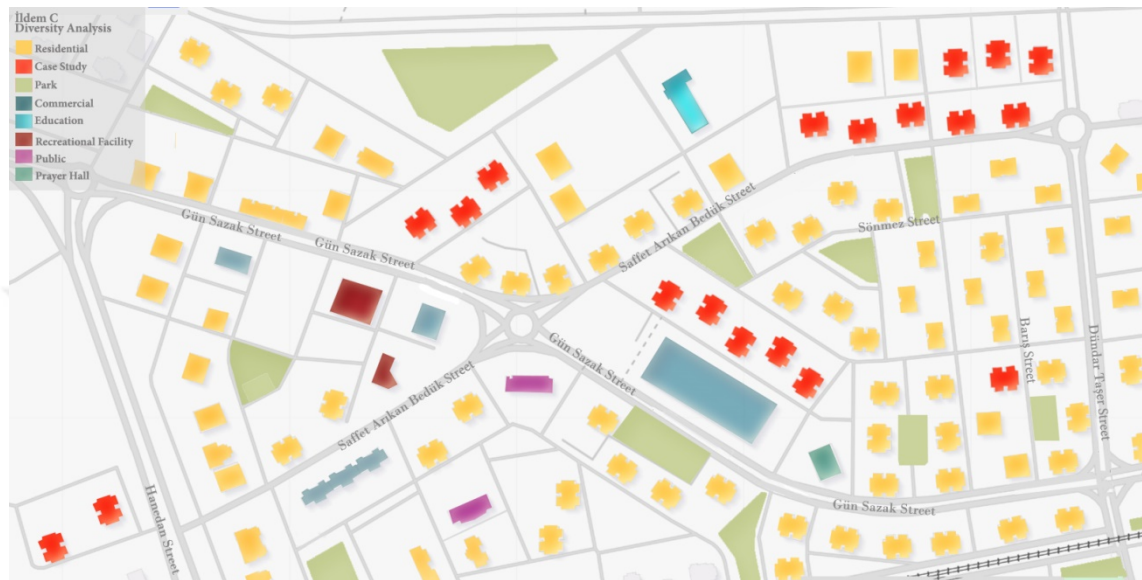 İldem C
Diversity Analysis
Residential
Case Study
Park
Commercial
Education
Recreational Facility
Public
Prayer Hall
Gün Sazak Street
Gün Sazak Street
Saffet Arıkan Bedük Street
Sönmez Street
Gün Sazak Street
Barış Street
Dündar Taşer Street
Saffet Arıkan Bedük Street
Hanedan Street
Gün Sazak Street